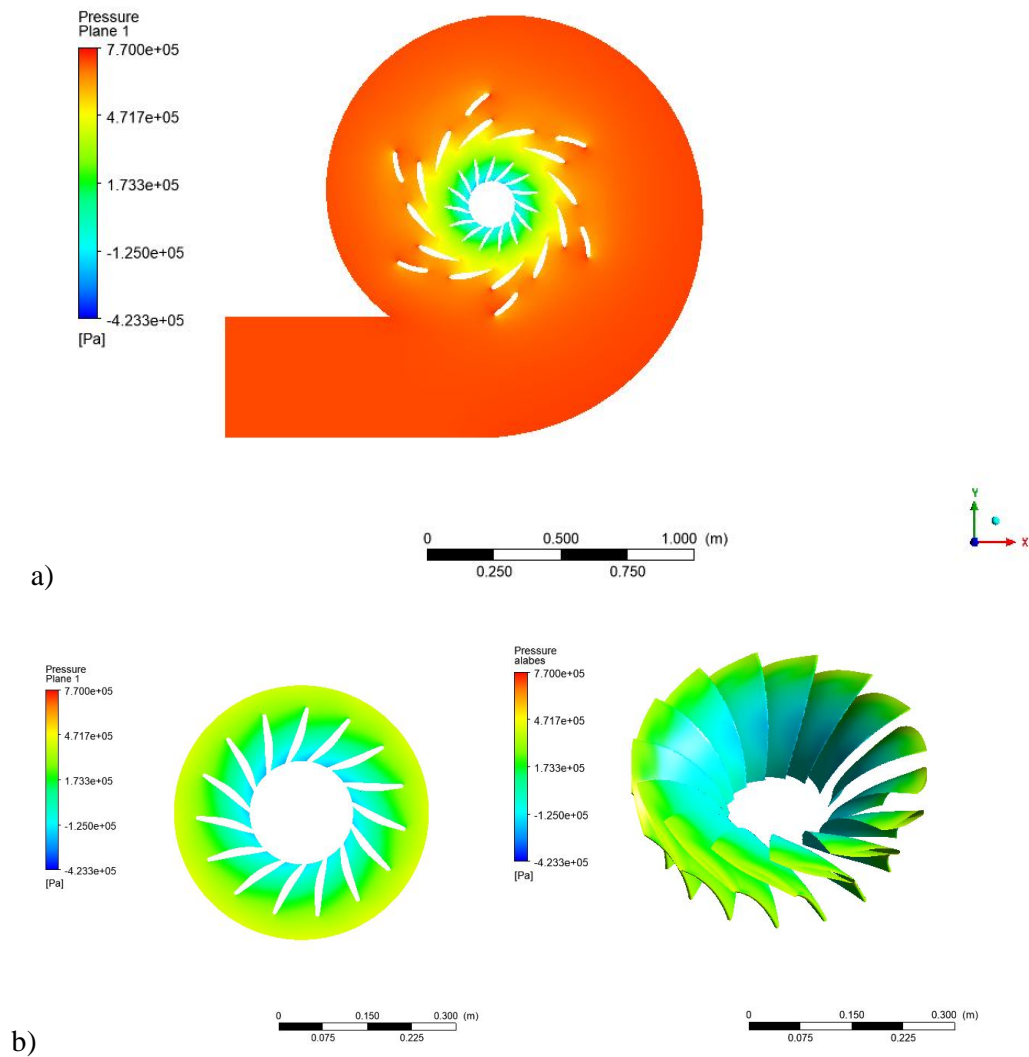 Pressure
Plane 1
7.700e+05
4.717e+05
1.733e+05
-1.250e+05
-4.233e+05
[Pa]
Y
X
0 0.500 1.000 (m)
0.250 0.750
a)
Pressure
Plane 1
7.700e+05
4.717e+05
1.733e+05
-1.250e+05
-4.233e+05
[Pa]
0 0.150 0.300 (m)
0.075 0.225
Pressure
alabes
7.700e+05
4.717e+05
1.733e+05
-1.250e+05
-4.233e+05
[Pa]
0 0.150 0.300 (m)
0.075 0.225
b)